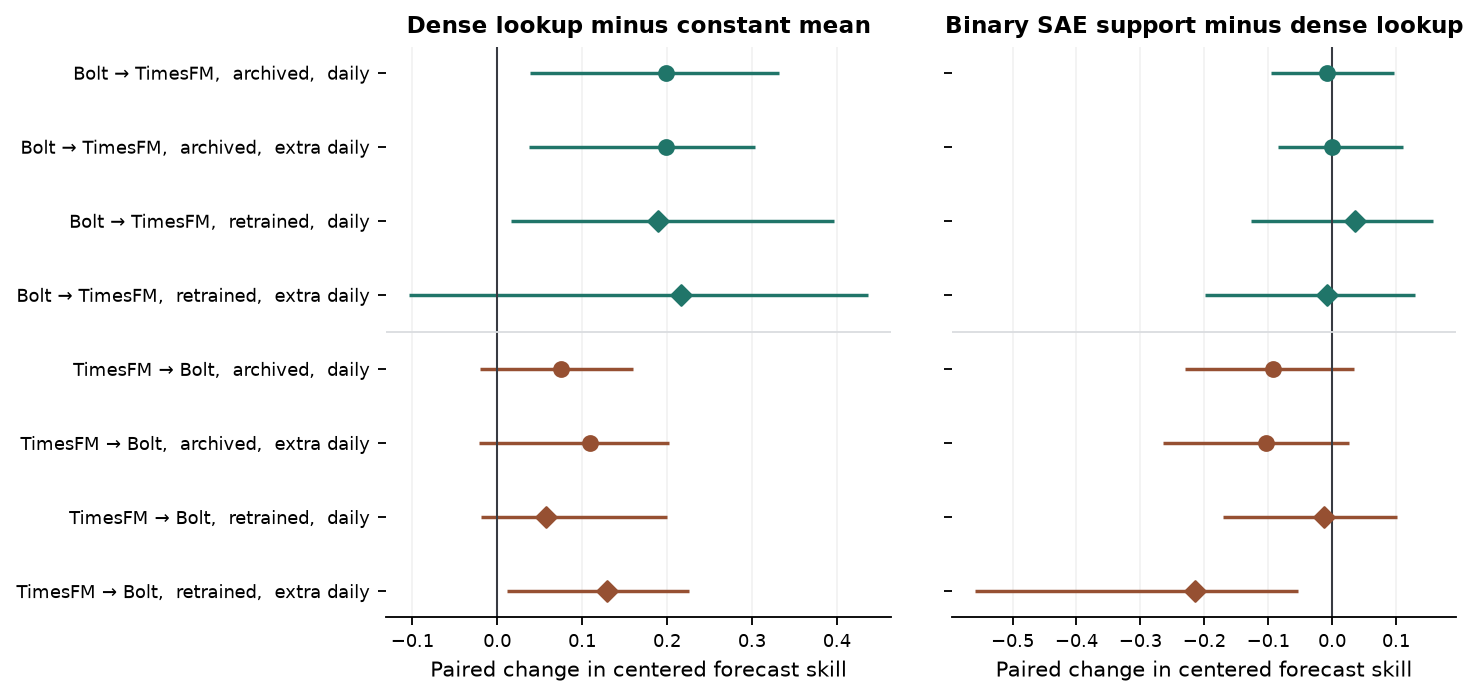 Dense lookup minus constant mean
Binary SAE support minus dense lookup
Bolt → TimesFM, archived, daily
Bolt → TimesFM, archived, extra daily
Bolt → TimesFM, retrained, daily
Bolt → TimesFM, retrained, extra daily
TimesFM → Bolt, archived, daily
TimesFM → Bolt, archived, extra daily
TimesFM → Bolt, retrained, daily
TimesFM → Bolt, retrained, extra daily
−0.1 0.0 0.1 0.2 0.3 0.4
−0.5 −0.4 −0.3 −0.2 −0.1 0.0 0.1
Paired change in centered forecast skill
Paired change in centered forecast skill